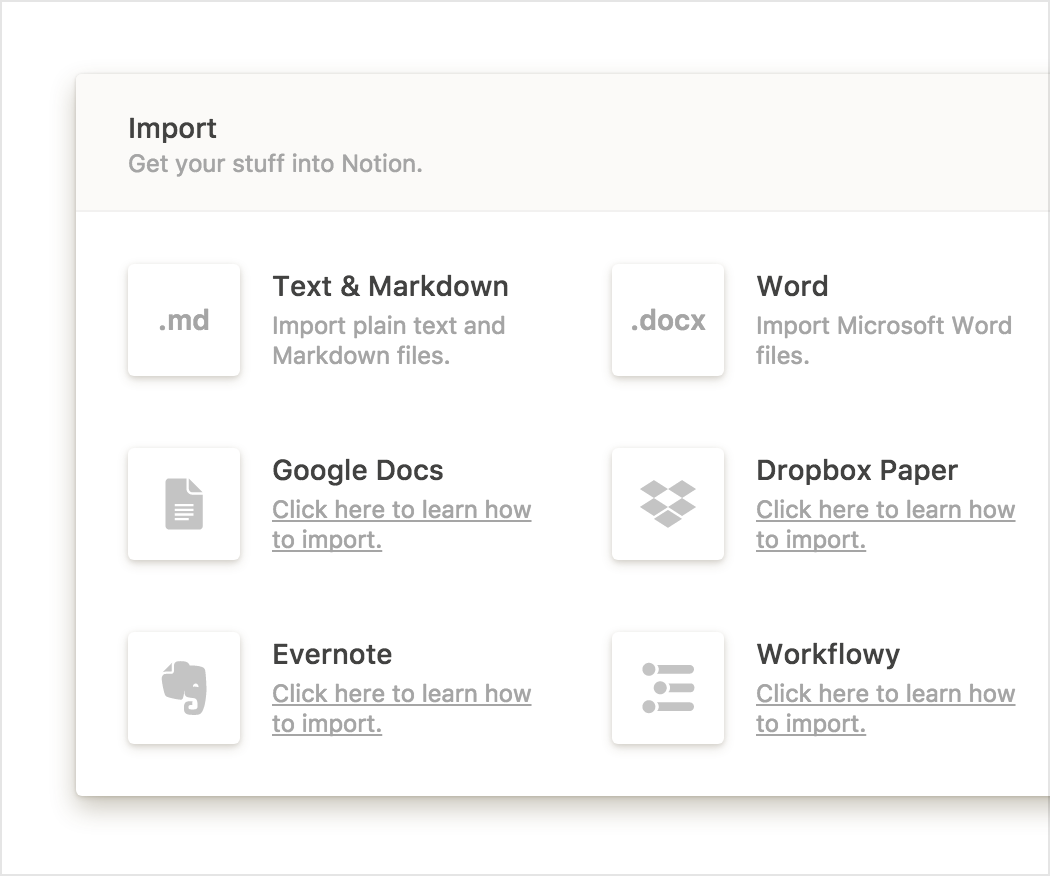 Import
Get your stuff into Notion.
.md
Text & Markdown
Import plain text and
Markdown files.
.docx
Word
Import Microsoft Word
files.
Google Docs
Click here to learn how
to import.
Dropbox Paper
Click here to learn how
to import.
Evernote
Click here to learn how
to import.
Workflowy
Click here to learn how
to import.